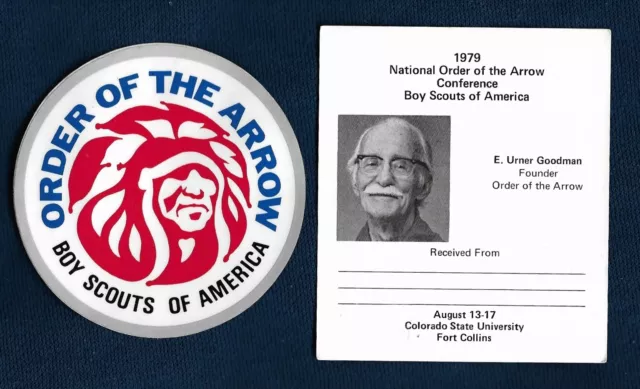 ORDER OF THE ARROW
BOY SCOUTS OF AMERICA
1979
National Order of the Arrow
Conference
Boy Scouts of America
E. Urner Goodman
Founder
Order of the Arrow
Received From
August 13-17
Colorado State University
Fort Collins